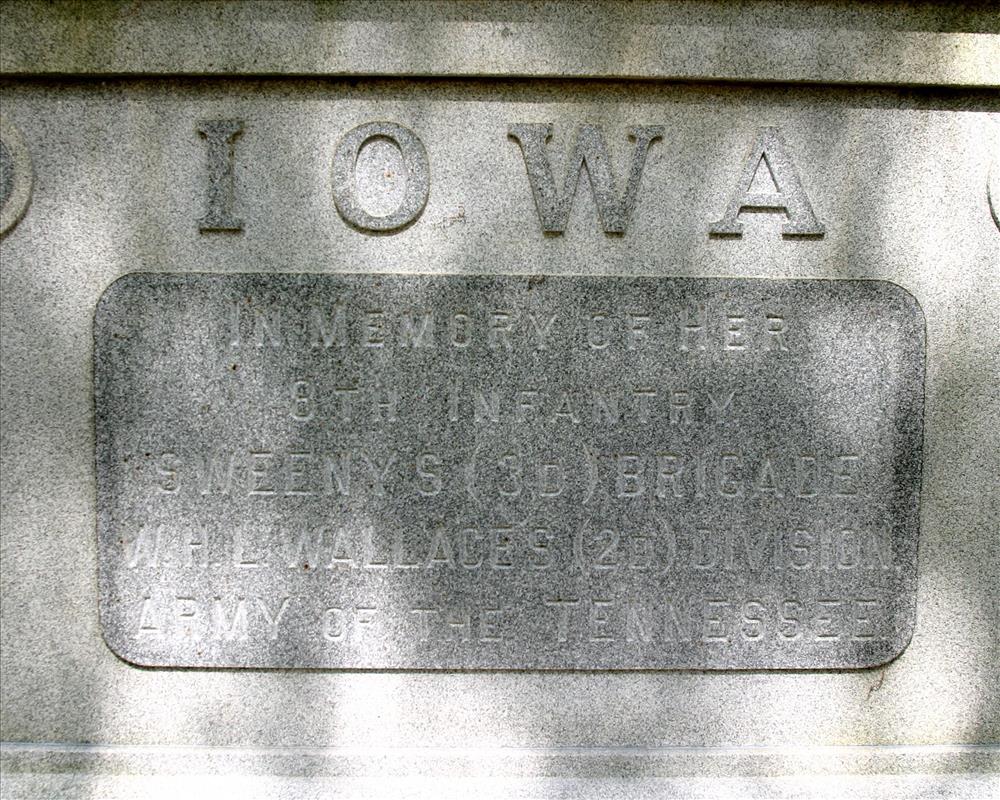 IOWA
IN MEMORY OF HER
8TH INFANTRY
SWEENY'S (3D) BRIGADE
W.H.L. WALLACE'S (2D) DIVISION
ARMY OF THE TENNESSEE